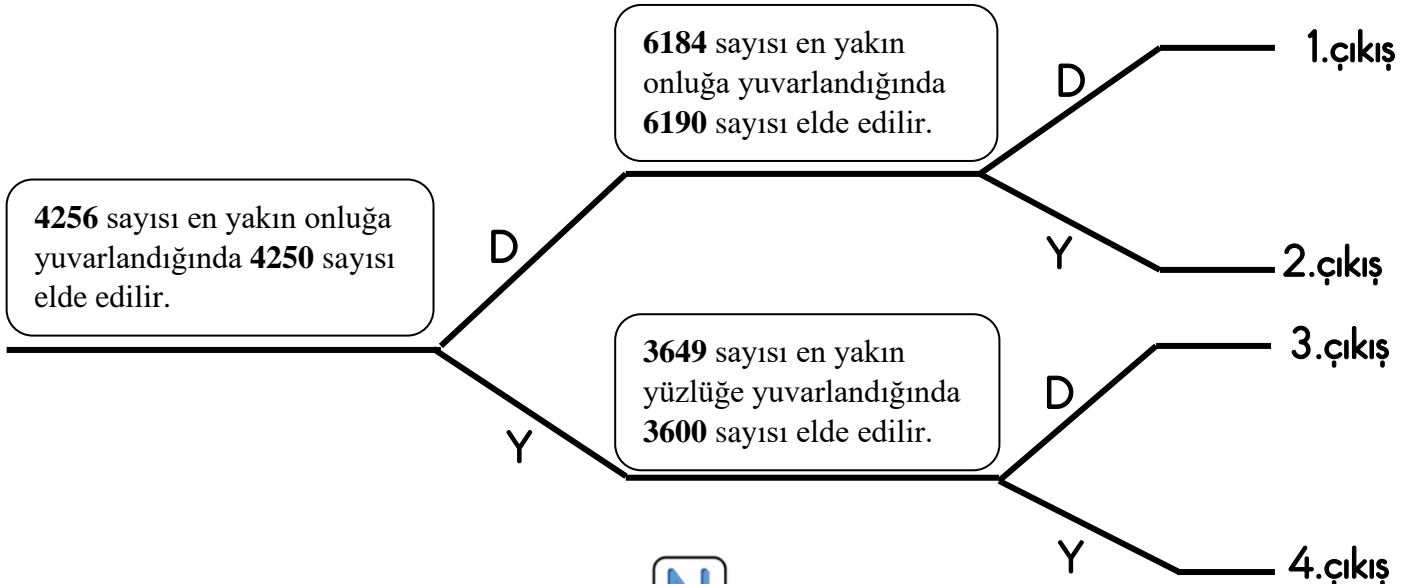 6184 sayısı en yakın
onluğa yuvarlandığında
6190 sayısı elde edilir.
D
1.çıkış
Y
2.çıkış
4256 sayısı en yakın onluğa
yuvarlandığında 4250 sayısı
elde edilir.
D
Y
3649 sayısı en yakın
yüzlüğe yuvarlandığında
3600 sayısı elde edilir.
D
3.çıkış
Y
4.çıkış
N